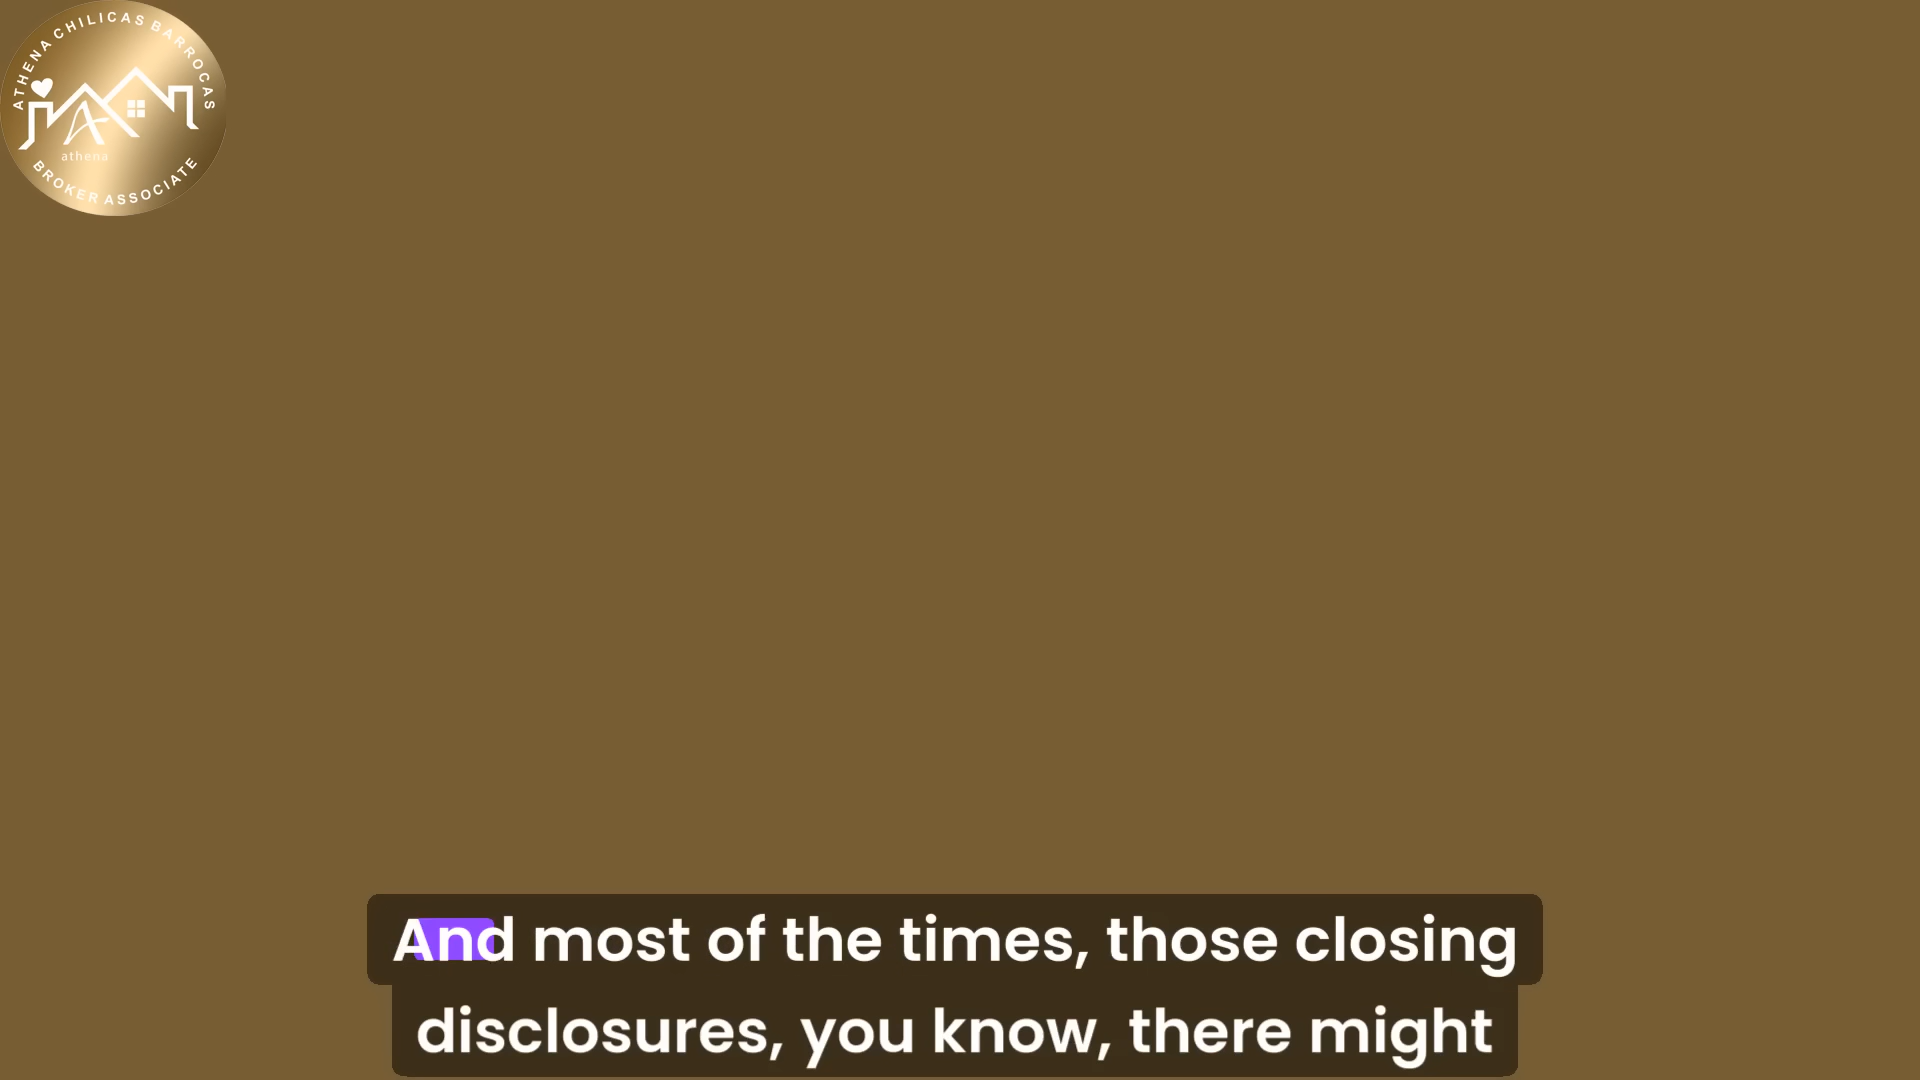 ATHENA CHILICAS BARROCAS
A
athena
BROKER ASSOCIATE
And most of the times, those closing
disclosures, you know, there might